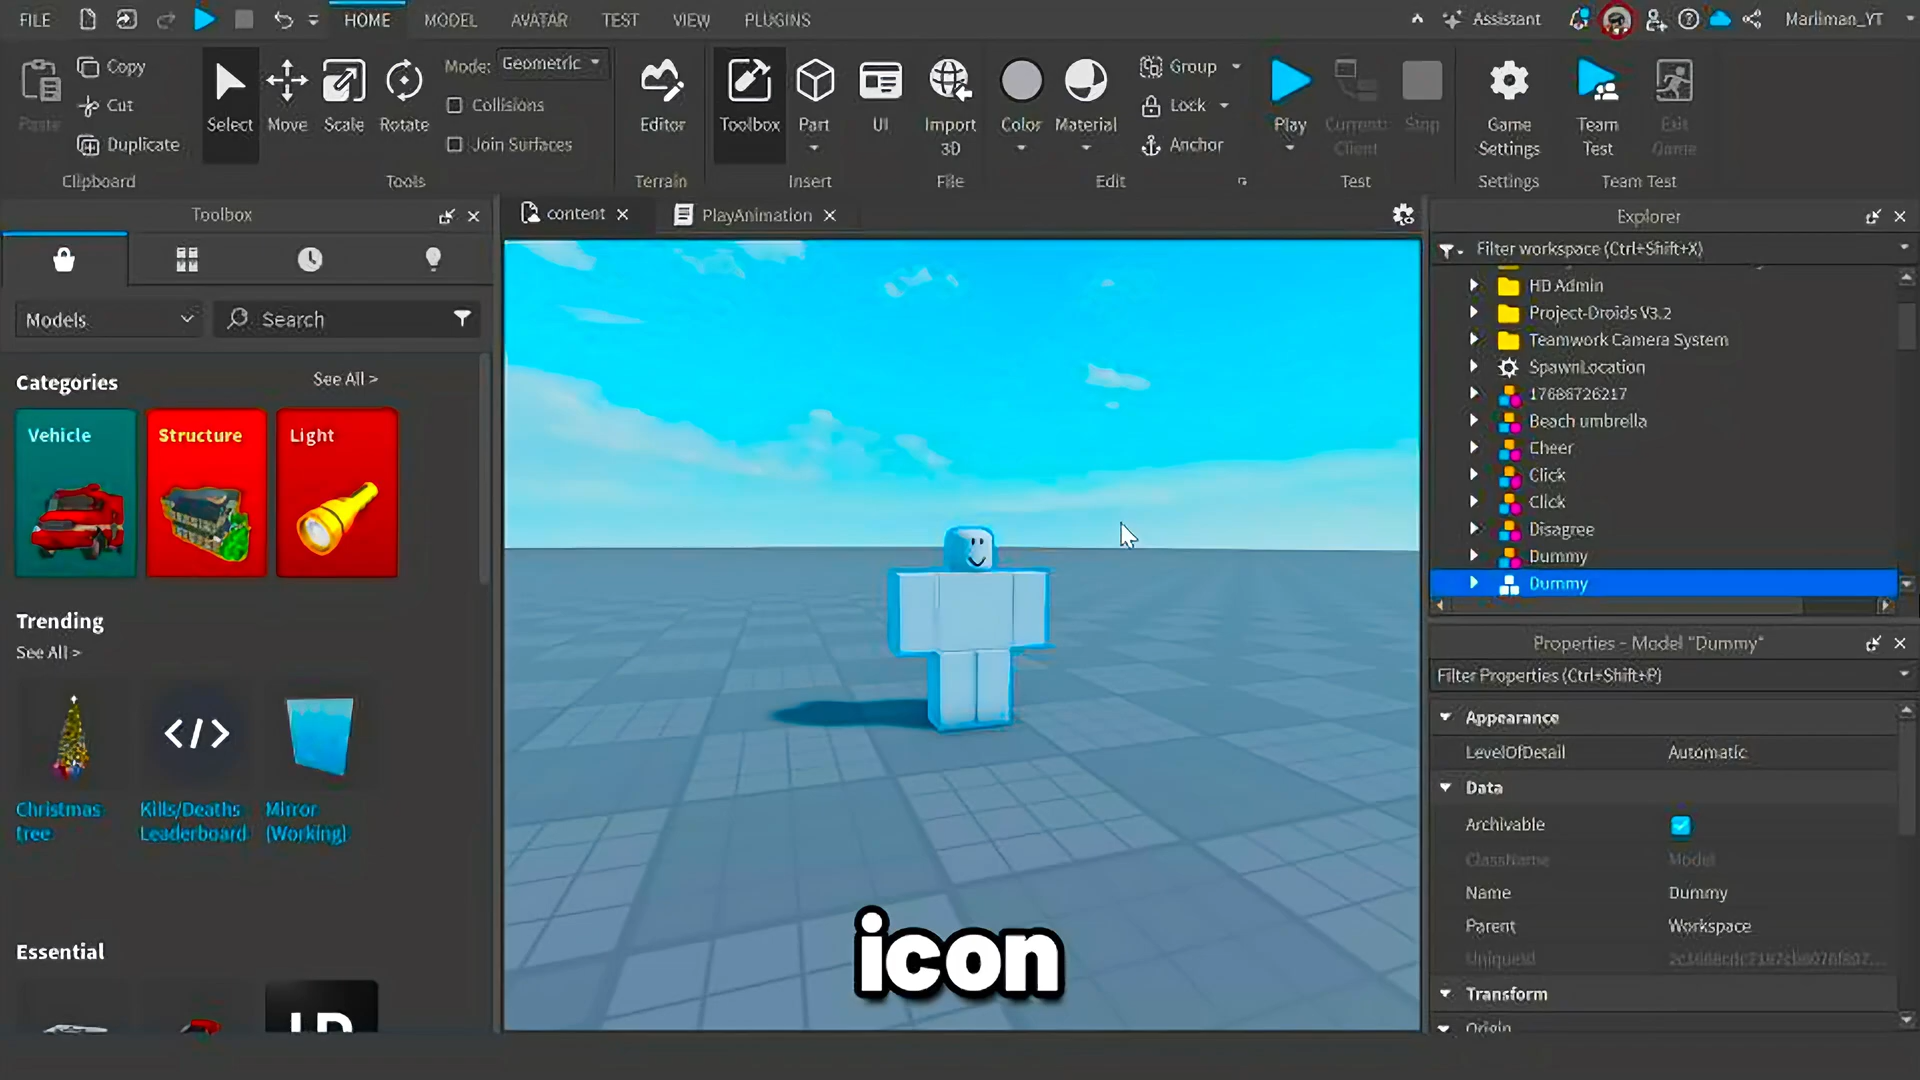 FILE HOME MODEL AVATAR TEST VIEW PLUGINS Assistant Marliman_YT
Copy
Cut
Duplicate
Paste
Clipboard
Select Move Scale Rotate
Mode: Geometric
Collisions
Join Surfaces
Tools
Editor
Terrain
Toolbox Part UI
Insert
Import
3D
File
Color Material
Group
Lock
Anchor
Edit
Play Current: Stop
Client
Test
Game
Settings
Settings
Team
Test
Exit
Game
Team Test
Toolbox
Models Search
Categories See All >
Vehicle Structure Light
Trending
See All >
Christmas
tree
Kills/Deaths
Leaderboard
Mirror
(Working)
Essential
content PlayAnimation
icon
Explorer
Filter workspace (Ctrl+Shift+X)
HD Admin
Project-Droids V3.2
Teamwork Camera System
SpawnLocation
17686726217
Beach umbrella
Cheer
Click
Click
Disagree
Dummy
Dummy
Properties - Model "Dummy"
Filter Properties (Ctrl+Shift+P)
Appearance
LevelOfDetail Automatic
Data
Archivable
ClassName Model
Name Dummy
Parent Workspace
UniqueId
Transform
Origin